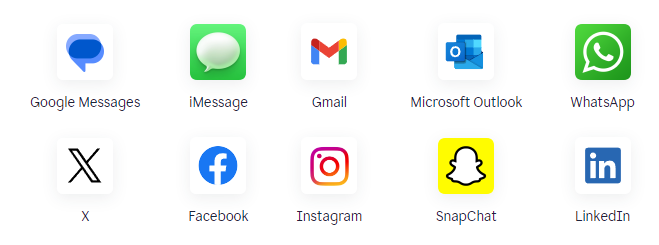 Google Messages iMessage Gmail Microsoft Outlook WhatsApp
X Facebook Instagram SnapChat LinkedIn